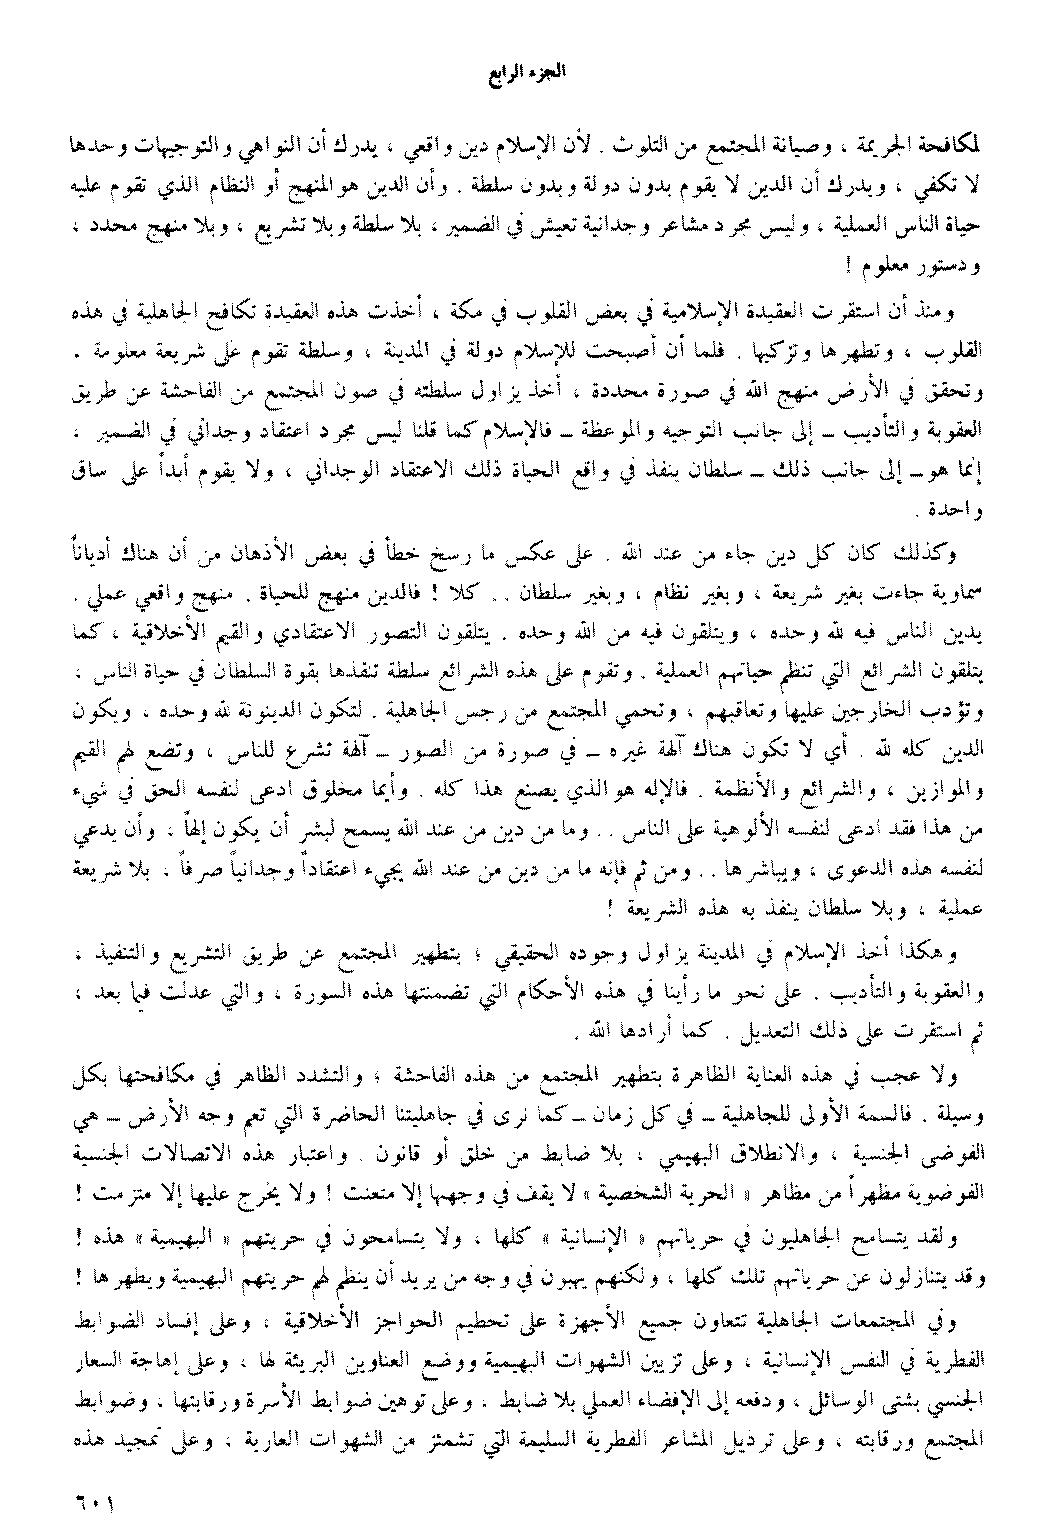 الجزء الرابع
لمكافحة الجريمة ، وصيانة المجتمع من التلوث . لأن الإسلام دين واقعي ، يدرك أن النواهي والتوجيهات وحدها
لا تكفي ، ويدرك أن الدين لا يقوم بدون دولة وبدون سلطة . وأن الدين هو المنهج أو النظام الذي تقوم عليه
حياة الناس العملية ، وليس مجرد مشاعر وجدانية تعيش في الضمير ، بلا سلطة وبلا تشريع ، وبلا منهج محدد ،
ودستور معلوم !
ومنذ أن استقرت العقيدة الإسلامية في بعض القلوب في مكة ، أخذت هذه العقيدة تكافح الجاهلية في هذه
القلوب ، وتطهرها وتزكيها . فلما أن أصبحت للإسلام دولة في المدينة ، وسلطة تقوم على شريعة معلومة .
وتحقق في الأرض منهج الله في صورة محددة ، أخذ يزاول سلطته في صون المجتمع من الفاحشة عن طريق
العقوبة والتأديب – إلى جانب التوجيه والموعظة – فالإسلام كما قلنا ليس مجرد اعتقاد وجداني في الضمير ،
إنما هو – إلى جانب ذلك – سلطان ينفذ في واقع الحياة ذلك الاعتقاد الوجداني ، ولا يقوم أبداً على ساق
واحدة .
وكذلك كان كل دين جاء من عند الله . على عكس ما رسخ خطأ في بعض الأذهان من أن هناك أدياناً
سماوية جاءت بغير شريعة ، وبغير نظام ، وبغير سلطان .. كلا ! فالدين منهج للحياة . منهج واقعي عملي .
يدين الناس فيه لله وحده ، ويتلقون فيه من الله وحده . يتلقون التصور الاعتقادي والقيم الأخلاقية ، كما
يتلقون الشرائع التي تنظم حياتهم العملية . وتقوم على هذه الشرائع سلطة تنفذها بقوة السلطان في حياة الناس ،
وتؤدب الخارجين عليها وتعاقبهم ، وتحمي المجتمع من رجس الجاهلية . لتكون الدينونة لله وحده ، ويكون
الدين كله لله . أي لا تكون هناك آلهة غيره – في صورة من الصور – آلهة تشرع للناس ، وتضع لهم القيم
والموازين ، والشرائع والأنظمة . فالإله هو الذي يصنع هذا كله . وأيما مخلوق ادعى لنفسه الحق في شيء
من هذا فقد ادعى لنفسه الألوهية على الناس .. وما من دين من عند الله يسمح لبشر أن يكون إلهاً ، وأن يدعي
لنفسه هذه الدعوى ، ويباشرها .. ومن ثم فإنه ما من دين من عند الله يجيء اعتقاداً وجدانياً صرفاً ، بلا شريعة
عملية ، وبلا سلطان ينفذ به هذه الشريعة !
وهكذا أخذ الإسلام في المدينة يزاول وجوده الحقيقي ؛ بتطهير المجتمع عن طريق التشريع والتنفيذ ،
والعقوبة والتأديب . على نحو ما رأينا في هذه الأحكام التي تضمنتها هذه السورة ، والتي عدلت فيما بعد ،
ثم استقرت على ذلك التعديل . كما أرادها الله .
ولا عجب في هذه العناية الظاهرة بتطهير المجتمع من هذه الفاحشة ؛ والتشدد الظاهر في مكافحتها بكل
وسيلة . فالسمة الأولى للجاهلية – في كل زمان – كما نرى في جاهليتنا الحاضرة التي تعم وجه الأرض – هي
الفوضى الجنسية ، والانطلاق البهيمي ، بلا ضابط من خلق أو قانون . واعتبار هذه الاتصالات الجنسية
الفوضوية مظهراً من مظاهر « الحرية الشخصية » لا يقف في وجهها إلا متعنت ! ولا يخرج عليها إلا متزمت !
ولقد يتسامح الجاهليون في حرياتهم « الإنسانية » كلها ، ولا يتسامحون في حريتهم « البهيمية » هذه !
وقد يتنازلون عن حرياتهم تلك كلها ، ولكنهم يهبون في وجه من يريد أن ينظم لهم حريتهم البهيمية ويطهرها !
وفي المجتمعات الجاهلية تتعاون جميع الأجهزة على تحطيم الحواجز الأخلاقية ، وعلى إفساد الضوابط
الفطرية في النفس الإنسانية ، وعلى تزيين الشهوات البهيمية ووضع العناوين البريئة لها ، وعلى إهاجة السعار
الجنسي بشتى الوسائل ، ودفعه إلى الإفضاء العملي بلا ضابط ، وعلى توهين ضوابط الأسرة ورقابتها ، وضوابط
المجتمع ورقابته ، وعلى ترذيل المشاعر الفطرية السليمة التي تشمئز من الشهوات العارية ، وعلى تمجيد هذه
٦٠١